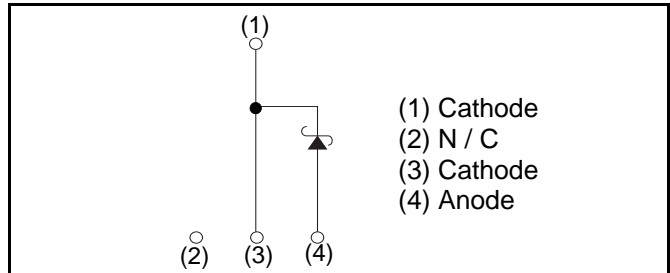 (1)
(1) Cathode
(2) N / C
(3) Cathode
(4) Anode
(2) (3) (4)